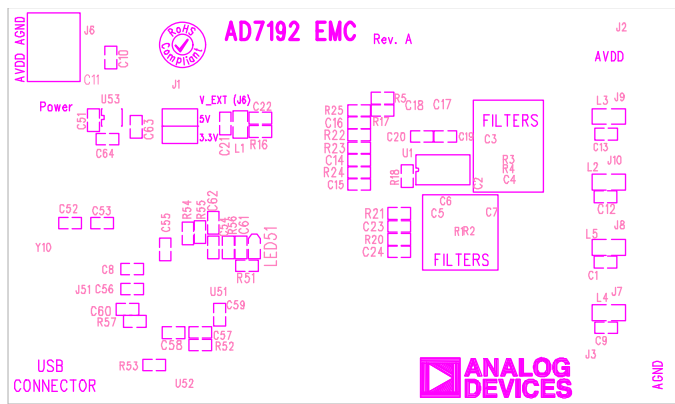 AVDD AGND
J6
C10
C11
RoHS
Compliant
AD7192 EMC Rev. A
J2
AVDD
J1
V_EXT (J6)
5V
3.3V
Power
C51
U53
C63
C64
C21
L1
C22
R16
R25
C16
R22
R23
C14
R24
C15
R5
R17
C18
C17
C20
C19
U1
R18
FILTERS
C3
R3
R4
C4
C2
L3
J9
C13
L2
J10
C12
C52
C53
Y10
C55
R54
R55
C62
C54
R56
C61
LED51
R51
R21
C23
R20
C24
C6
C5
C7
R1
R2
FILTERS
L5
J8
C1
C8
J51
C56
C60
R57
U51
C59
C58
C57
R52
R53
U52
L4
J7
C9
J3
USB
CONNECTOR
ANALOG
DEVICES
AGND